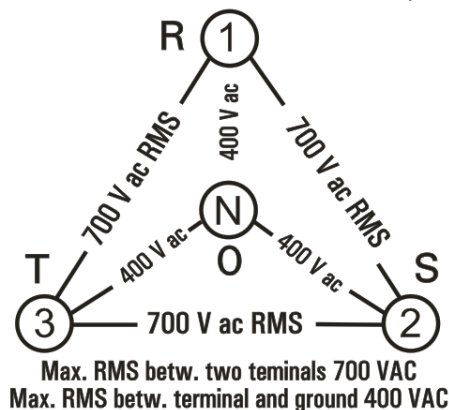 R 1
400 V ac
700 V ac RMS
700 V ac RMS
N
O
400 V ac
400 V ac
T
S
3
700 V ac RMS
2
Max. RMS betw. two teminals 700 VAC
Max. RMS betw. terminal and ground 400 VAC